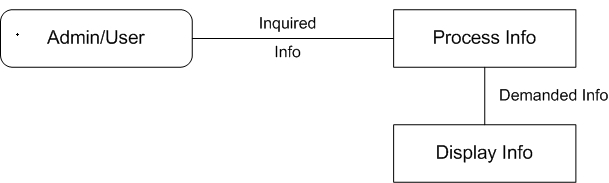 Admin/User
Inquired
Info
Process Info
Demanded Info
Display Info